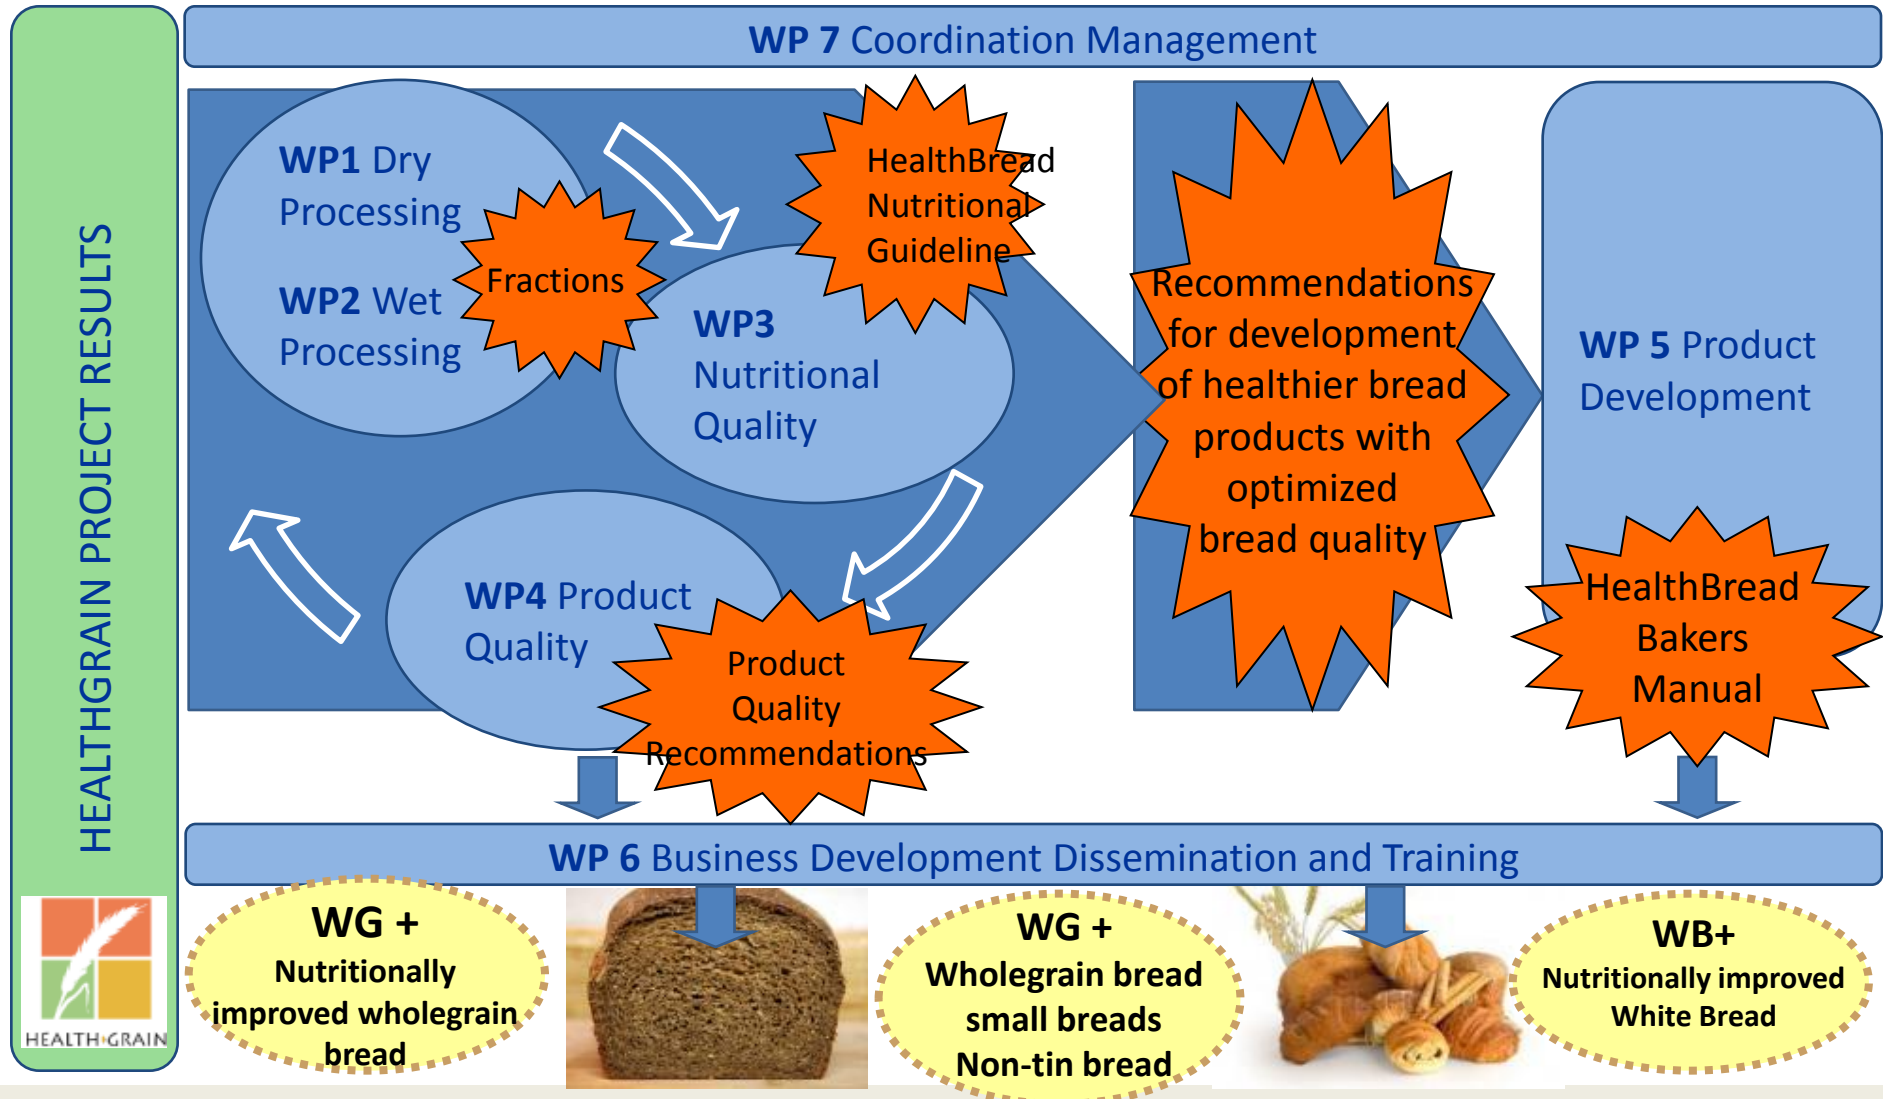 WP 7 Coordination Management
HEALTHGRAIN PROJECT RESULTS
WP1 Dry
Processing
WP2 Wet
Processing
Fractions
HealthBread
Nutritional
Guideline
WP3
Nutritional
Quality
WP4 Product
Quality
Product
Quality
Recommendations
Recommendations
for development
of healthier bread
products with
optimized
bread quality
WP 5 Product
Development
HealthBread
Bakers
Manual
WP 6 Business Development Dissemination and Training
HEALTH GRAIN
WG +
Nutritionally
improved wholegrain
bread
WG +
Wholegrain bread
small breads
Non-tin bread
WB+
Nutritionally improved
White Bread